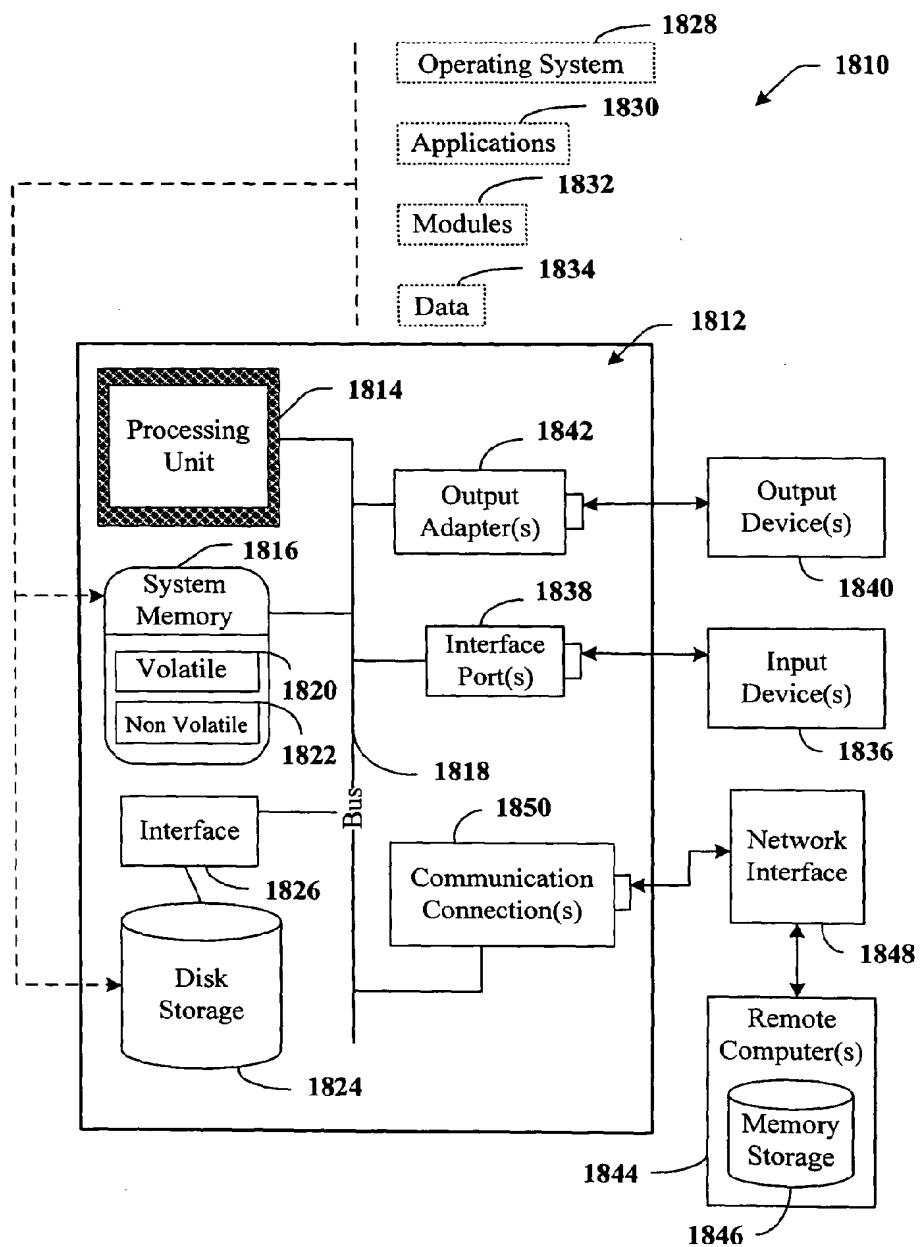 1828
Operating System
1810
1830
Applications
1832
Modules
1834
Data
1812
1814
Processing
Unit
1842
Output
Adapter(s)
Output
Device(s)
1840
1816
System
Memory
Volatile
1820
Non Volatile
1822
1838
Interface
Port(s)
Input
Device(s)
1836
1818
Bus
Interface
1826
1850
Communication
Connection(s)
Network
Interface
1848
Disk
Storage
1824
Remote
Computer(s)
Memory
Storage
1844
1846